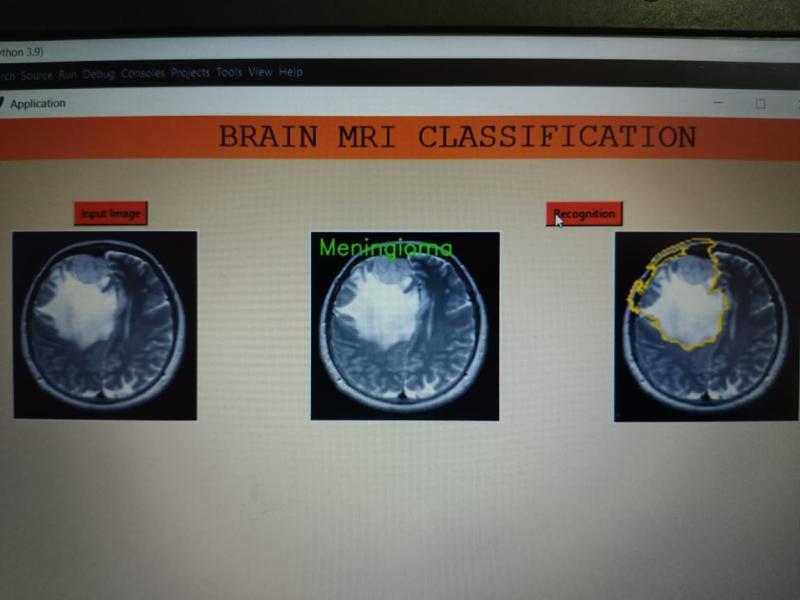 ython 3.9)
rch Source Run Debug Consoles Projects Tools View Help
Application
BRAIN MRI CLASSIFICATION
Input Image
Recognition
Meningioma